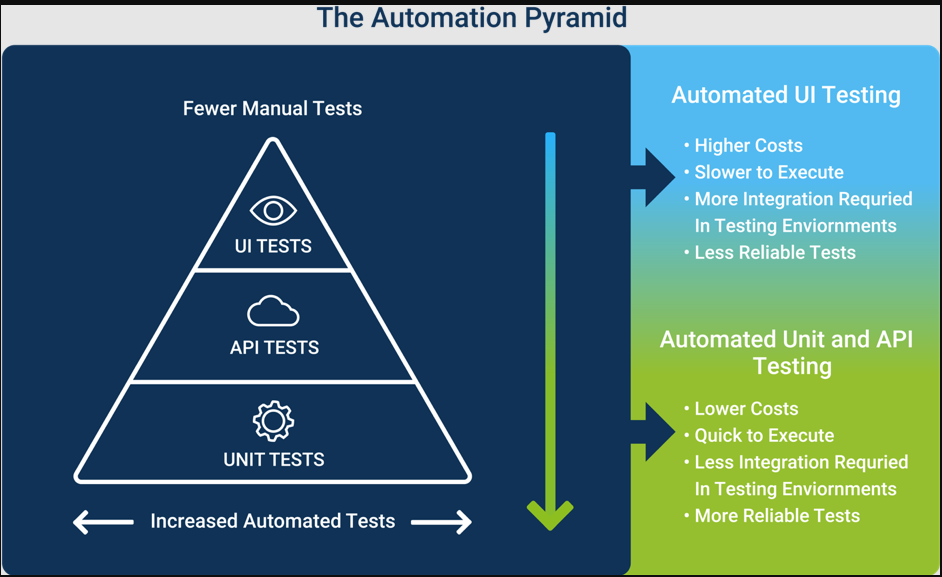 The Automation Pyramid
Fewer Manual Tests
UI TESTS
API TESTS
UNIT TESTS
Increased Automated Tests
Automated UI Testing
• Higher Costs
• Slower to Execute
• More Integration Requried
In Testing Enviornments
• Less Reliable Tests
Automated Unit and API
Testing
• Lower Costs
• Quick to Execute
• Less Integration Requried
In Testing Enviornments
• More Reliable Tests